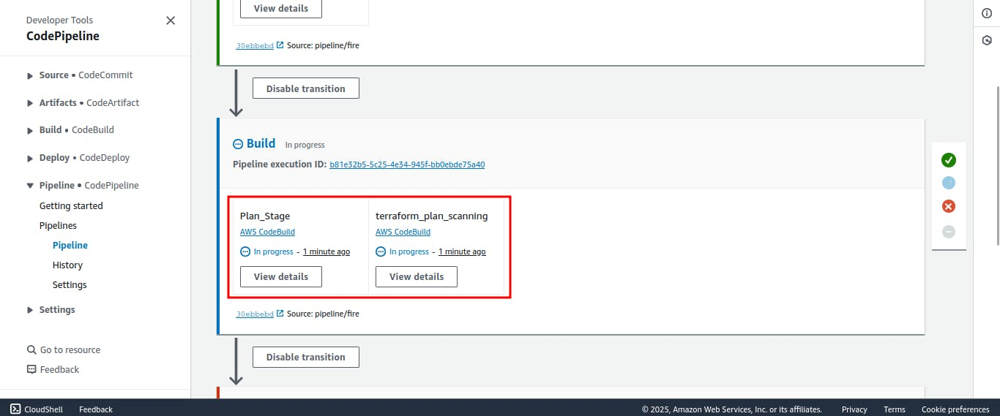 Developer Tools
CodePipeline
Source • CodeCommit
Artifacts • CodeArtifact
Build • CodeBuild
Deploy • CodeDeploy
Pipeline • CodePipeline
Getting started
Pipelines
Pipeline
History
Settings
Settings
Go to resource
Feedback
View details
30ebbebd Source: pipeline/fire
Disable transition
Build In progress
Pipeline execution ID: b81e32b5-5c25-4e34-945f-bb0ebde75a40
Plan_Stage
AWS CodeBuild
In progress - 1 minute ago
View details
terraform_plan_scanning
AWS CodeBuild
In progress - 1 minute ago
View details
30ebbebd Source: pipeline/fire
Disable transition
CloudShell Feedback © 2025, Amazon Web Services, Inc. or its affiliates. Privacy Terms Cookie preferences